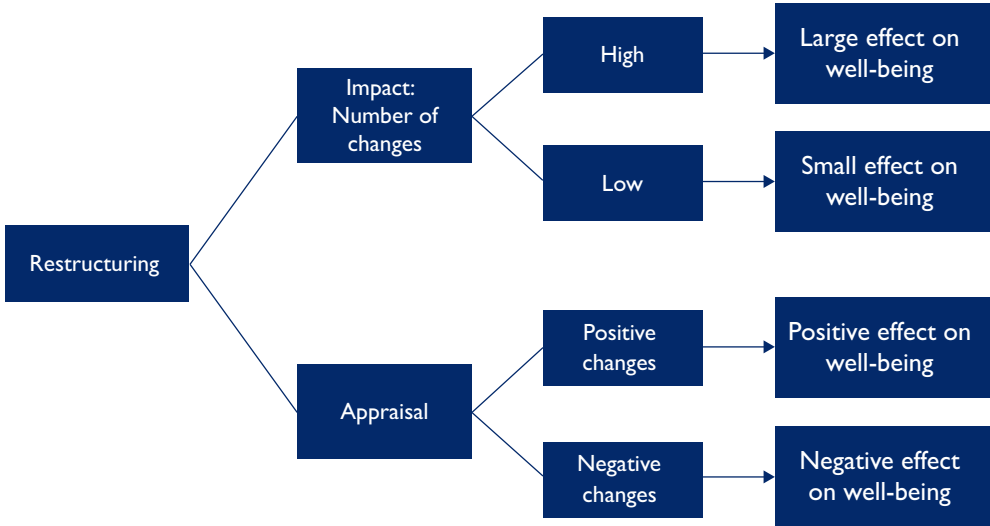 Restructuring
Impact:
Number of
changes
High
Large effect on
well-being
Low
Small effect on
well-being
Appraisal
Positive
changes
Positive effect on
well-being
Negative
changes
Negative effect
on well-being